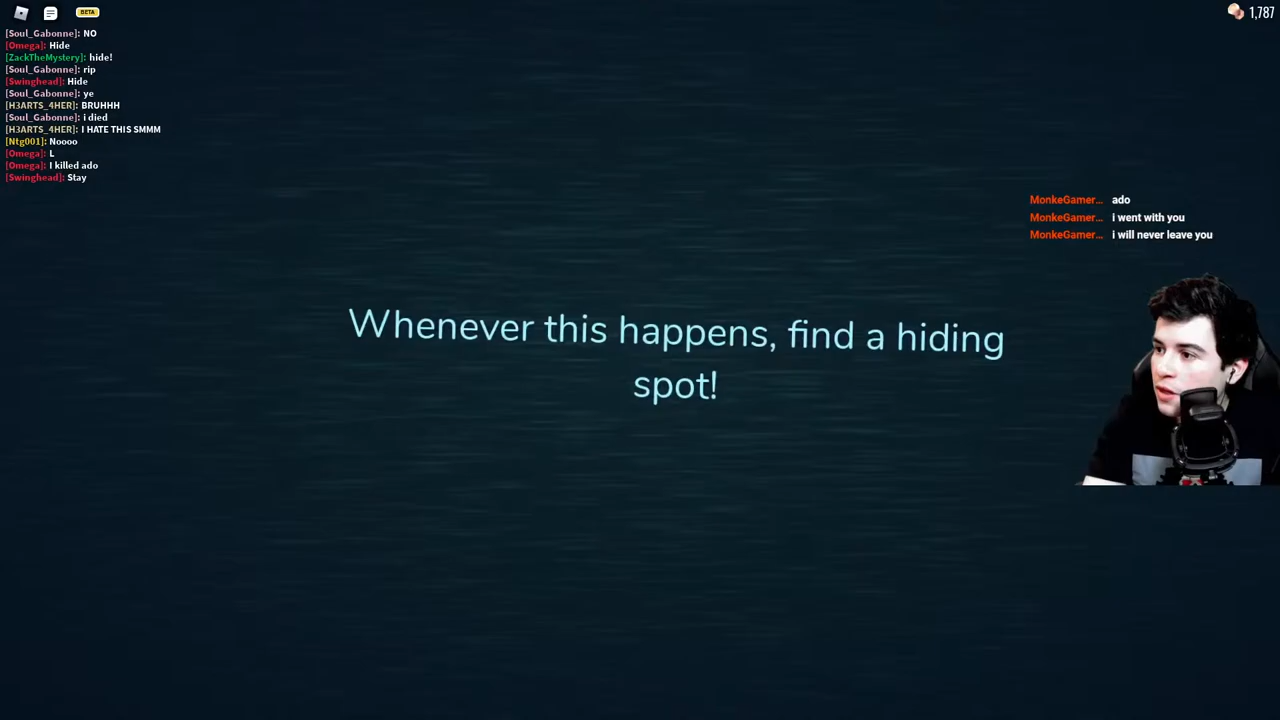 BETA
1,787
[Soul_Gabonne]: NO
[Omega]: Hide
[ZackTheMystery]: hide!
[Soul_Gabonne]: rip
[Swinghead]: Hide
[Soul_Gabonne]: ye
[H3ARTS_4HER]: BRUHHH
[Soul_Gabonne]: i died
[H3ARTS_4HER]: I HATE THIS SMMM
[Ntg001]: Noooo
[Omega]: L
[Omega]: I killed ado
[Swinghead]: Stay
MonkeGamer... ado
MonkeGamer... i went with you
MonkeGamer... i will never leave you
Whenever this happens, find a hiding
spot!